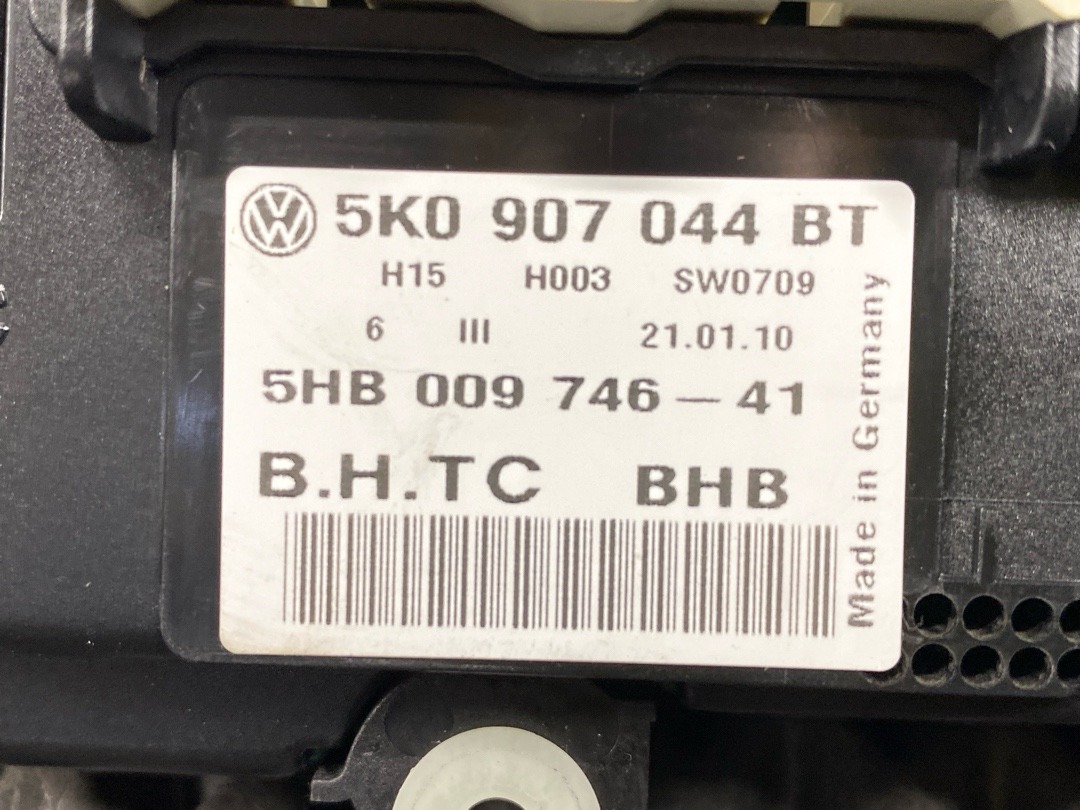 5K0 907 044 BT
H15 H003 SW0709
6 III 21.01.10
5HB 009 746 – 41
B.H.TC BHB
Made in Germany